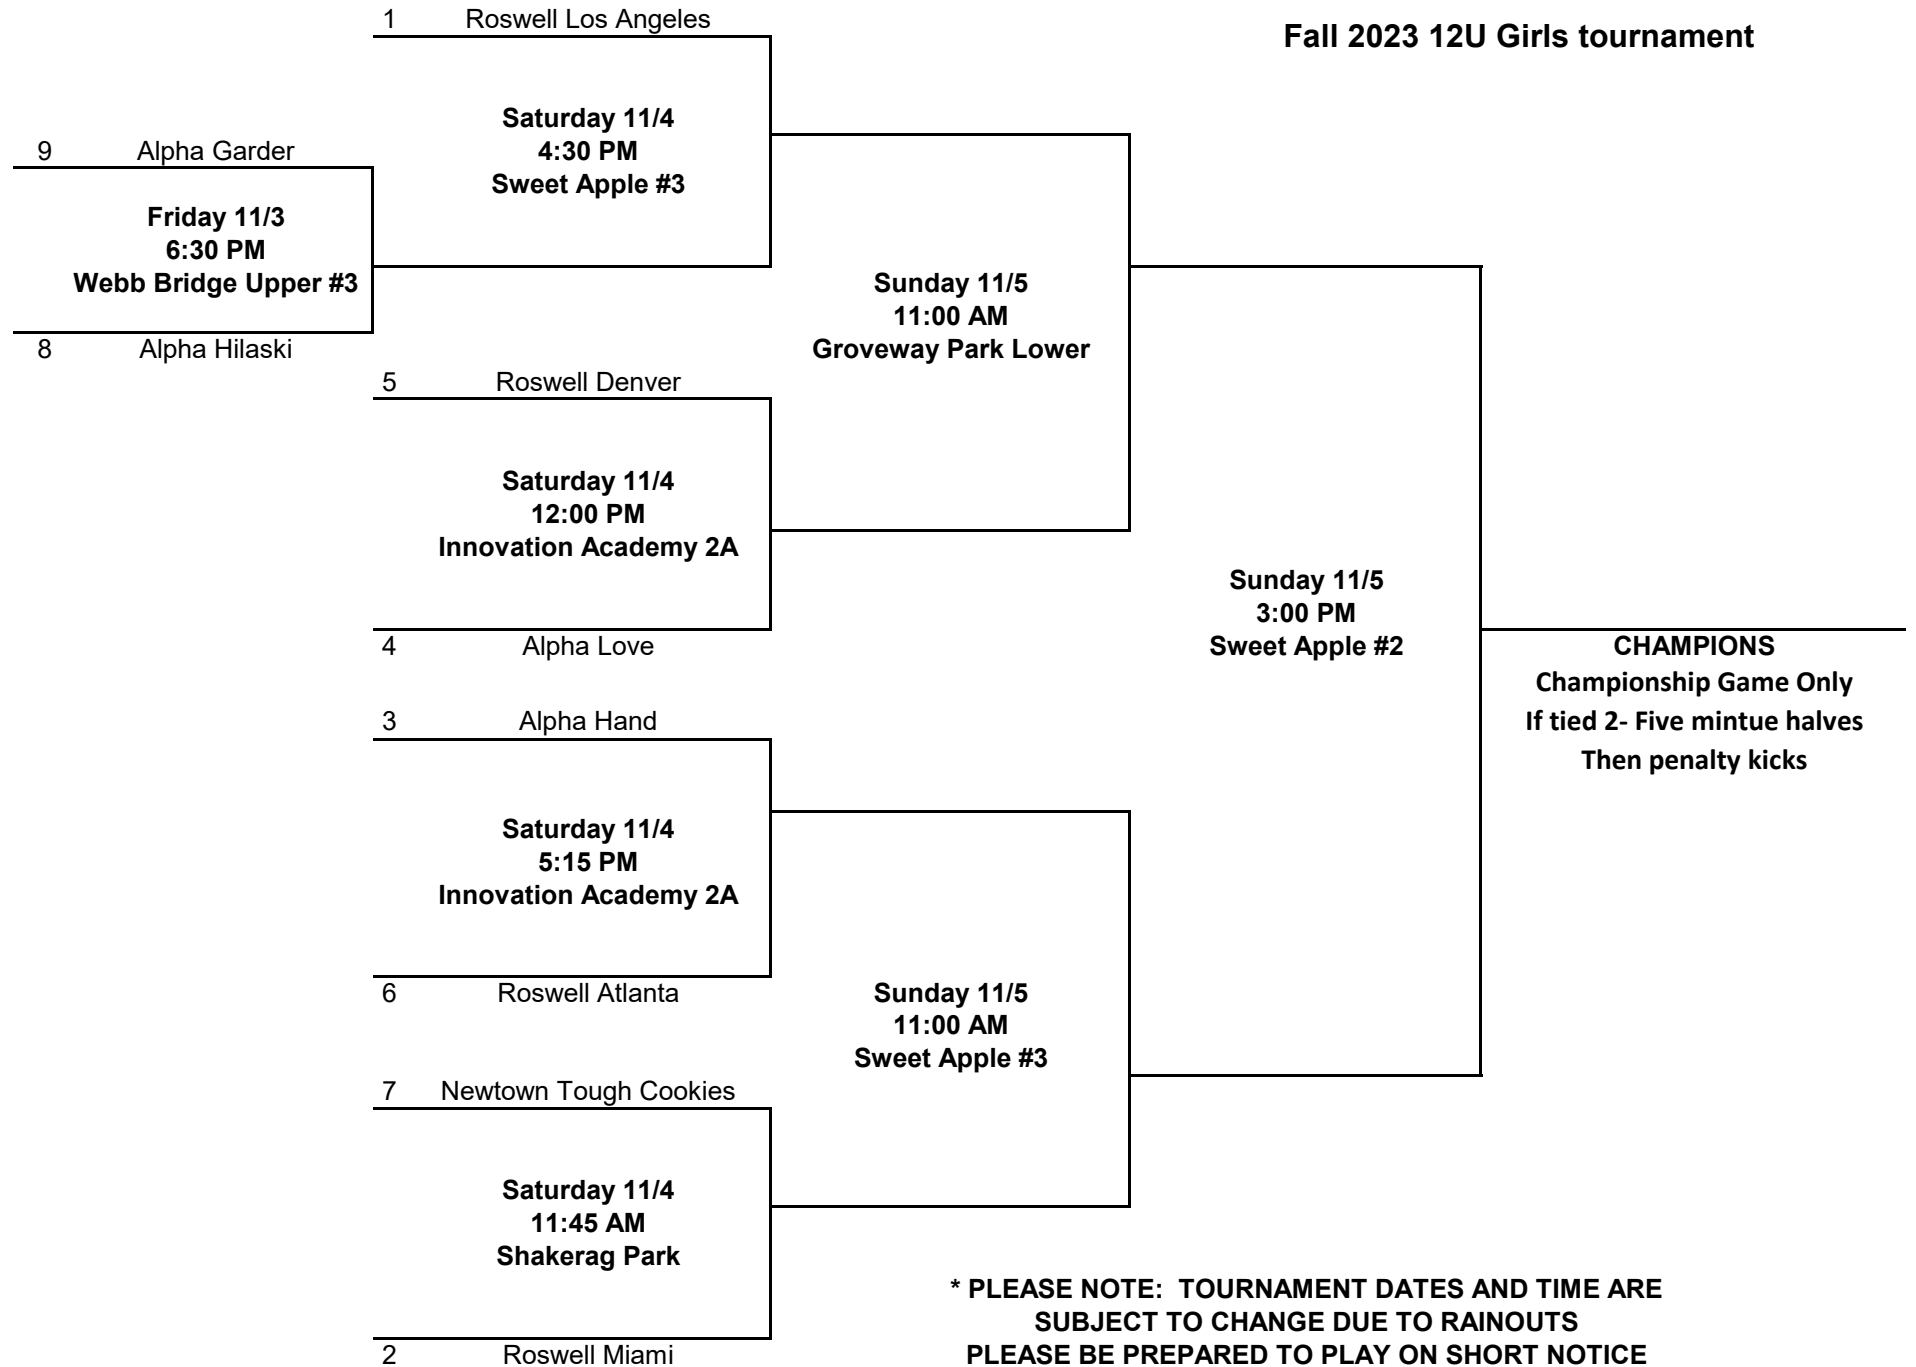 Fall 2023 12U Girls tournament
1 Roswell Los Angeles
Saturday 11/4
4:30 PM
Sweet Apple #3
9 Alpha Garder
Friday 11/3
6:30 PM
Webb Bridge Upper #3
8 Alpha Hilaski
Sunday 11/5
11:00 AM
Groveway Park Lower
5 Roswell Denver
Saturday 11/4
12:00 PM
Innovation Academy 2A
4 Alpha Love
Sunday 11/5
3:00 PM
Sweet Apple #2
CHAMPIONS
Championship Game Only
If tied 2- Five mintue halves
Then penalty kicks
3 Alpha Hand
Saturday 11/4
5:15 PM
Innovation Academy 2A
6 Roswell Atlanta
Sunday 11/5
11:00 AM
Sweet Apple #3
7 Newtown Tough Cookies
Saturday 11/4
11:45 AM
Shakerag Park
2 Roswell Miami
* PLEASE NOTE: TOURNAMENT DATES AND TIME ARE
SUBJECT TO CHANGE DUE TO RAINOUTS
PLEASE BE PREPARED TO PLAY ON SHORT NOTICE